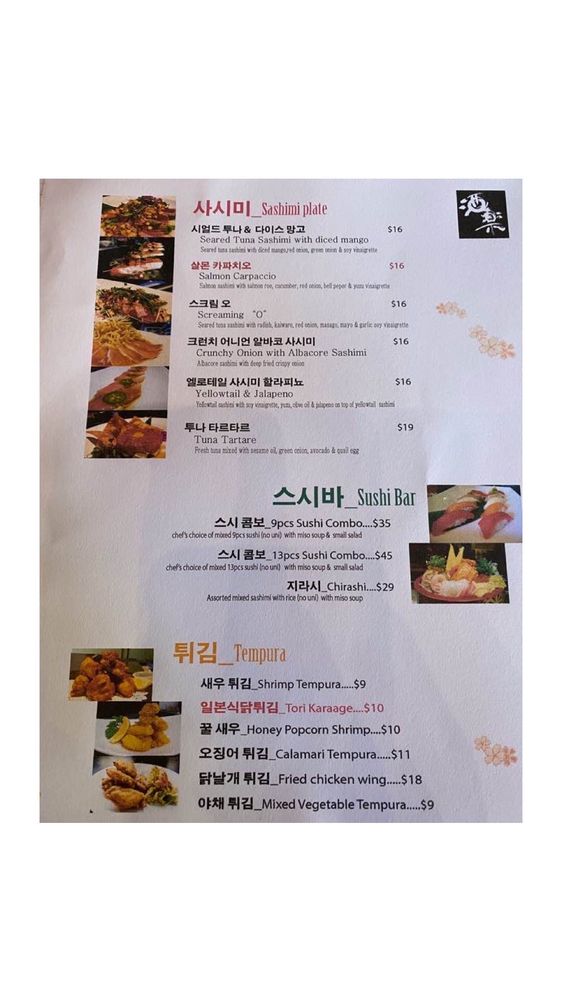 사시미_Sashimi plate
酒楽
시얼드 투나 & 다이스 망고 $16
Seared Tuna Sashimi with diced mango
Seared tuna sashimi with diced mango,red onion, green onion & soy vinaigrette
살몬 카파치오 $16
Salmon Carpaccio
Salmon sashimi with salmon roe, cucumber, red onion, bell peper & yuzu vinaigrette
스크림 오 $16
Screaming "O"
Seared tuna sashimi with radish, kaiware, red onion, masago, mayo & garlic soy vinaigrette
크런치 어니언 알바코 사시미 $16
Crunchy Onion with Albacore Sashimi
Albacore sashimi with deep fried crispy onion
옐로테일 사시미 할라피뇨 $16
Yellowtail & Jalapeno
Yellowtail sashimi with soy vinaigrette, yuzu, olive oil & jalapeno on top of yellowtail sashimi
투나 타르타르 $19
Tuna Tartare
Fresh tuna mixed with sesame oil, green onion, avocado & quail egg
스시바_Sushi Bar
스시 콤보_9pcs Sushi Combo....$35
chef's choice of mixed 9pcs sushi (no uni) with miso soup & small salad
스시 콤보_13pcs Sushi Combo....$45
chef's choice of mixed 13pcs sushi (no uni) with miso soup & small salad
지라시_Chirashi....$29
Assorted mixed sashimi with rice (no uni) with miso soup
튀김_Tempura
새우 튀김_Shrimp Tempura.....$9
일본식닭튀김_Tori Karaage....$10
꿀 새우_Honey Popcorn Shrimp....$10
오징어 튀김_Calamari Tempura.....$11
닭날개 튀김_Fried chicken wing.....$18
야채 튀김_Mixed Vegetable Tempura.....$9